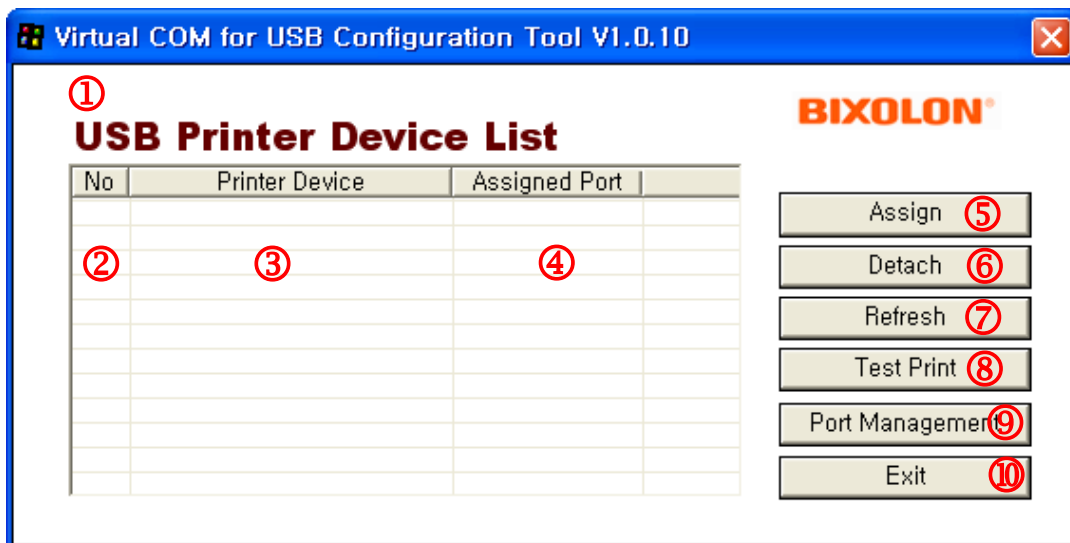 Virtual COM for USB Configuration Tool V1.0.10
①
BIXOLON®
USB Printer Device List
No Printer Device Assigned Port
② ③ ④
Assign ⑤
Detach ⑥
Refresh ⑦
Test Print ⑧
Port Management ⑨
Exit ⑩